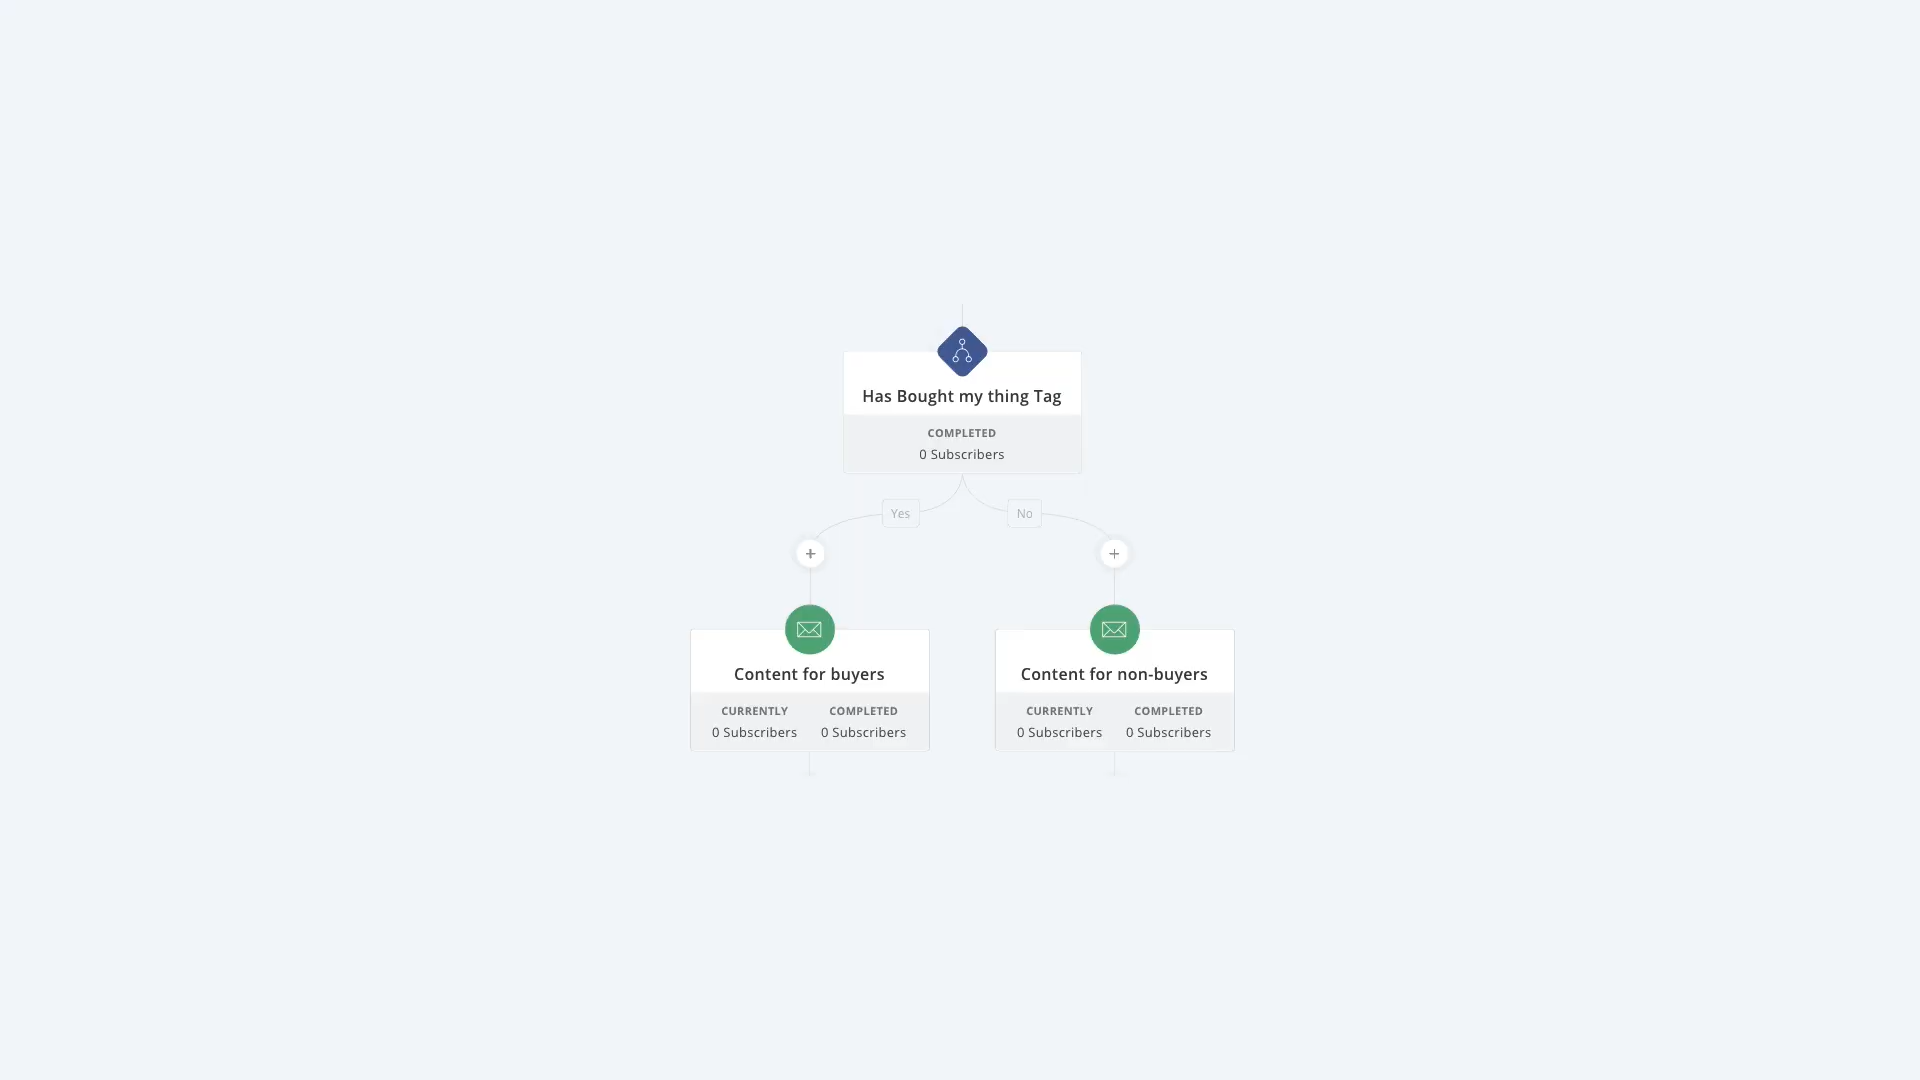 Has Bought my thing Tag
COMPLETED
0 Subscribers
Yes
No
Content for buyers
CURRENTLY COMPLETED
0 Subscribers 0 Subscribers
Content for non-buyers
CURRENTLY COMPLETED
0 Subscribers 0 Subscribers